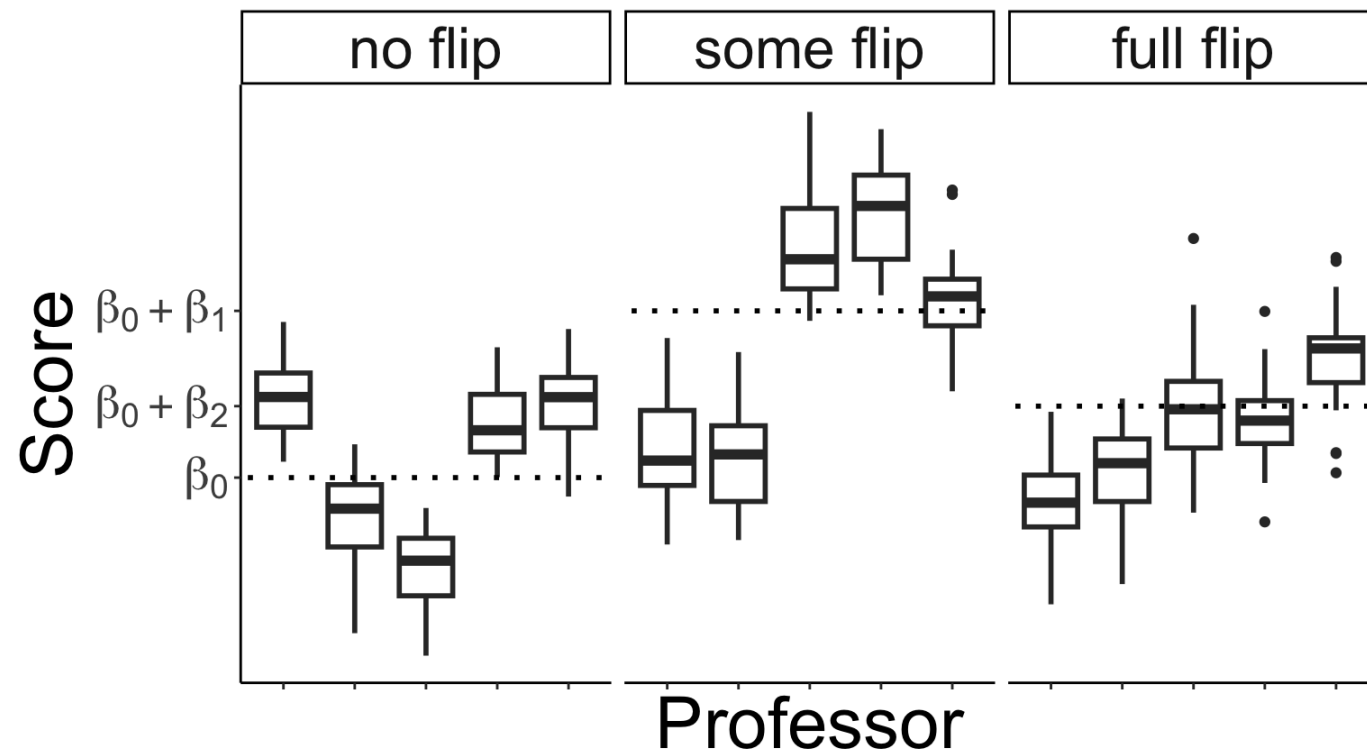 no flip some flip full flip
Score
β₀ + β₁
β₀ + β₂
β₀
Professor